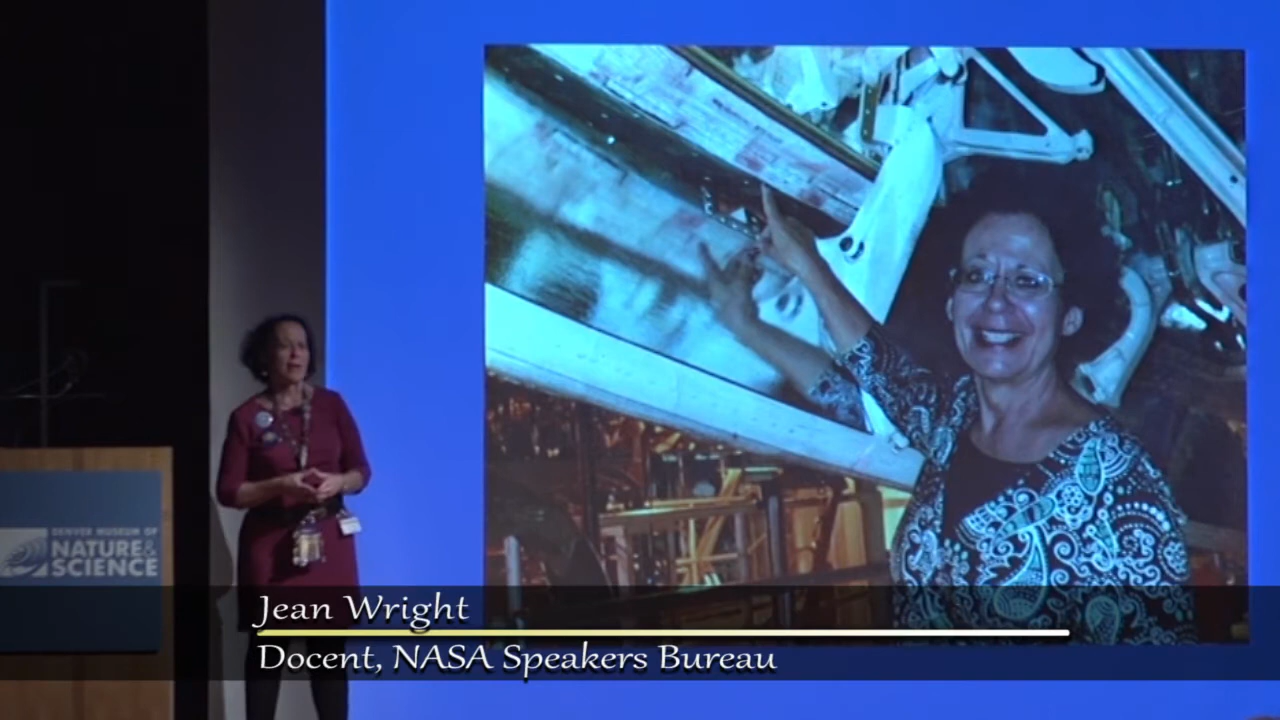 DENVER MUSEUM OF
NATURE &
SCIENCE
Jean Wright
Docent, NASA Speakers Bureau